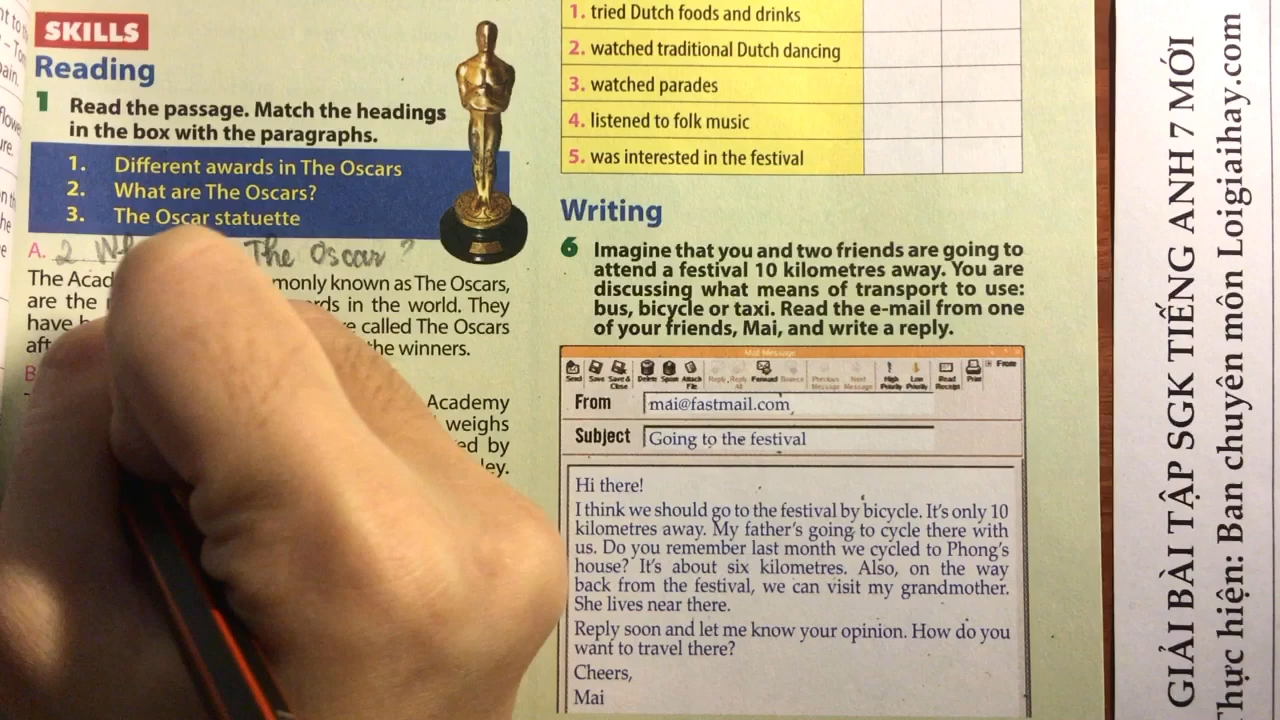 SKILLS
Reading
1 Read the passage. Match the headings
in the box with the paragraphs.
1. Different awards in The Oscars
2. What are The Oscars?
3. The Oscar statuette
A. 2 The Oscar ?
The monly known as The Oscars,
are the in the world. They
have called The Oscars
the winners.
B
Academy
weighs
by
1. tried Dutch foods and drinks
2. watched traditional Dutch dancing
3. watched parades
4. listened to folk music
5. was interested in the festival
Writing
6 Imagine that you and two friends are going to
attend a festival 10 kilometres away. You are
discussing what means of transport to use:
bus, bicycle or taxi. Read the e-mail from one
of your friends, Mai, and write a reply.
Mail Message
Send Save Save & Close Delete Spam Attach File Reply Reply All Forward Bounce Previous Message Next Message High Priority Low Priority Read Receipt Print From
From mai@fastmail.com
Subject Going to the festival
Hi there!
I think we should go to the festival by bicycle. It's only 10
kilometres away. My father's going to cycle there with
us. Do you remember last month we cycled to Phong's
house? It's about six kilometres. Also, on the way
back from the festival, we can visit my grandmother.
She lives near there.
Reply soon and let me know your opinion. How do you
want to travel there?
Cheers,
Mai
GIẢI BÀI TẬP SGK TIẾNG ANH 7 MỚI
Thực hiện: Ban chuyên môn Loigiaihay.com